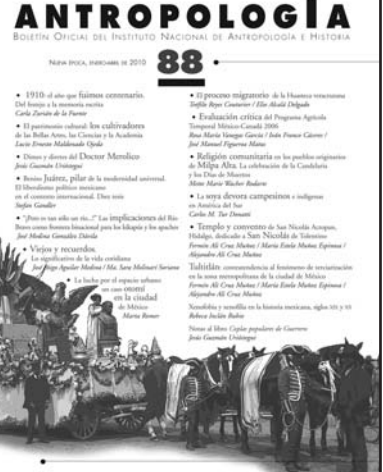 ANTROPOLOGÍA
BOLETÍN OFICIAL DEL INSTITUTO NACIONAL DE ANTROPOLOGÍA E HISTORIA
NUEVA ÉPOCA, ENERO-ABRIL DE 2010
88
• 1910: el año que fuimos centenario.
Del festejo a la memoria escrita
Carla Zurián de la Fuente
• El patrimonio cultural: los cultivadores
de las Bellas Artes, las Ciencias y la Academia
Lucio Ernesto Maldonado Ojeda
• Dimes y diretes del Doctor Merolico
Jesús Guzmán Urióstegui
• Benito Juárez, pilar de la modernidad universal.
El liberalismo político mexicano
en el contexto internacional. Diez tesis
Stefan Gandler
• "¡Pero es tan sólo un río...!" Las implicaciones del Río
Bravo como frontera binacional para los kikapús y los apaches
José Medina González Dávila
• Viejos y recuerdos.
Lo significativo de la vida cotidiana
José Íñigo Aguilar Medina / Ma. Sara Molinari Soriano
• La lucha por el espacio urbano
un caso otomí
en la ciudad
de México
Marta Romer
• El proceso migratorio de la Huasteca veracruzana
Teófilo Reyes Couturier / Elio Alcalá Delgado
• Evaluación crítica del Programa Agrícola
Temporal México-Canadá 2006
Rosa María Vanegas García / Iván Franco Cáceres /
José Manuel Figueroa Matus
• Religión comunitaria en los pueblos originarios
de Milpa Alta. La celebración de la Candelaria
y los Días de Muertos
Mette Marie Wacher Rodarte
• La soya devora campesinos e indígenas
en América del Sur
Carlos M. Tur Donatti
• Templo y convento de San Nicolás Actopan,
Hidalgo, dedicado a San Nicolás de Tolentino
Fermín Alí Cruz Muñoz / María Estela Muñoz Espinosa /
Alejandro Alí Cruz Muñoz
Tultitlán: contraurbanización al fenómeno de terciarización
en la zona metropolitana de la ciudad de México
Fermín Alí Cruz Muñoz / María Estela Muñoz Espinosa /
Alejandro Alí Cruz Muñoz
Xenofobia y xenofilia en la historia mexicana, siglos XIX y XX
Rebeca Inclán Rubio
Notas al libro Coplas populares de Guerrero
Jesús Guzmán Urióstegui